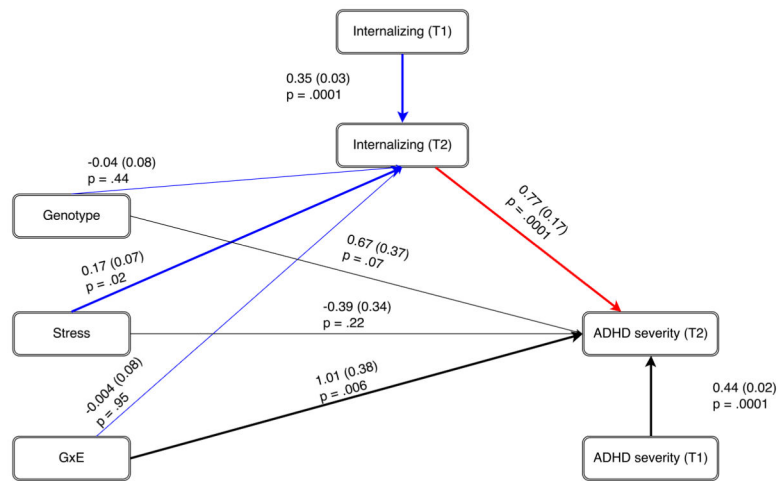 Internalizing (T1)
0.35 (0.03)
p = .0001
Internalizing (T2)
-0.04 (0.08)
p = .44
Genotype
0.77 (0.17)
p = .0001
0.17 (0.07)
p = .02
0.67 (0.37)
p = .07
Stress
-0.39 (0.34)
p = .22
ADHD severity (T2)
-0.004 (0.08)
p = .95
1.01 (0.38)
p = .006
0.44 (0.02)
p = .0001
GxE
ADHD severity (T1)